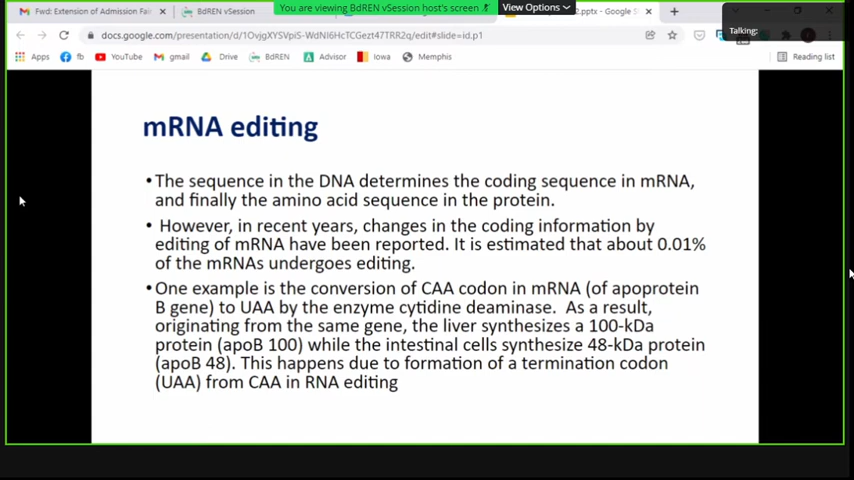 You are viewing BdREN vSession host's screen
View Options
Talking:
Fwd: Extension of Admission Fair
BdREN vSession
2.pptx - Google S
docs.google.com/presentation/d/1OvjgXYSVpiS-WdNI6HcTCGezt47TRR2q/edit#slide=id.p1
Apps
fb
YouTube
gmail
Drive
BdREN
Advisor
Iowa
Memphis
Reading list
mRNA editing
•The sequence in the DNA determines the coding sequence in mRNA,
and finally the amino acid sequence in the protein.
• However, in recent years, changes in the coding information by
editing of mRNA have been reported. It is estimated that about 0.01%
of the mRNAs undergoes editing.
•One example is the conversion of CAA codon in mRNA (of apoprotein
B gene) to UAA by the enzyme cytidine deaminase. As a result,
originating from the same gene, the liver synthesizes a 100-kDa
protein (apoB 100) while the intestinal cells synthesize 48-kDa protein
(apoB 48). This happens due to formation of a termination codon
(UAA) from CAA in RNA editing